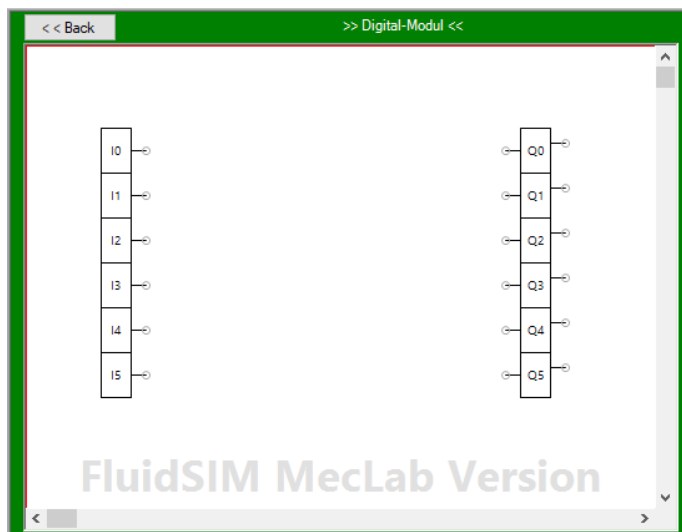 < < Back
>> Digital-Modul <<
I0 Q0
I1 Q1
I2 Q2
I3 Q3
I4 Q4
I5 Q5
FluidSIM MecLab Version